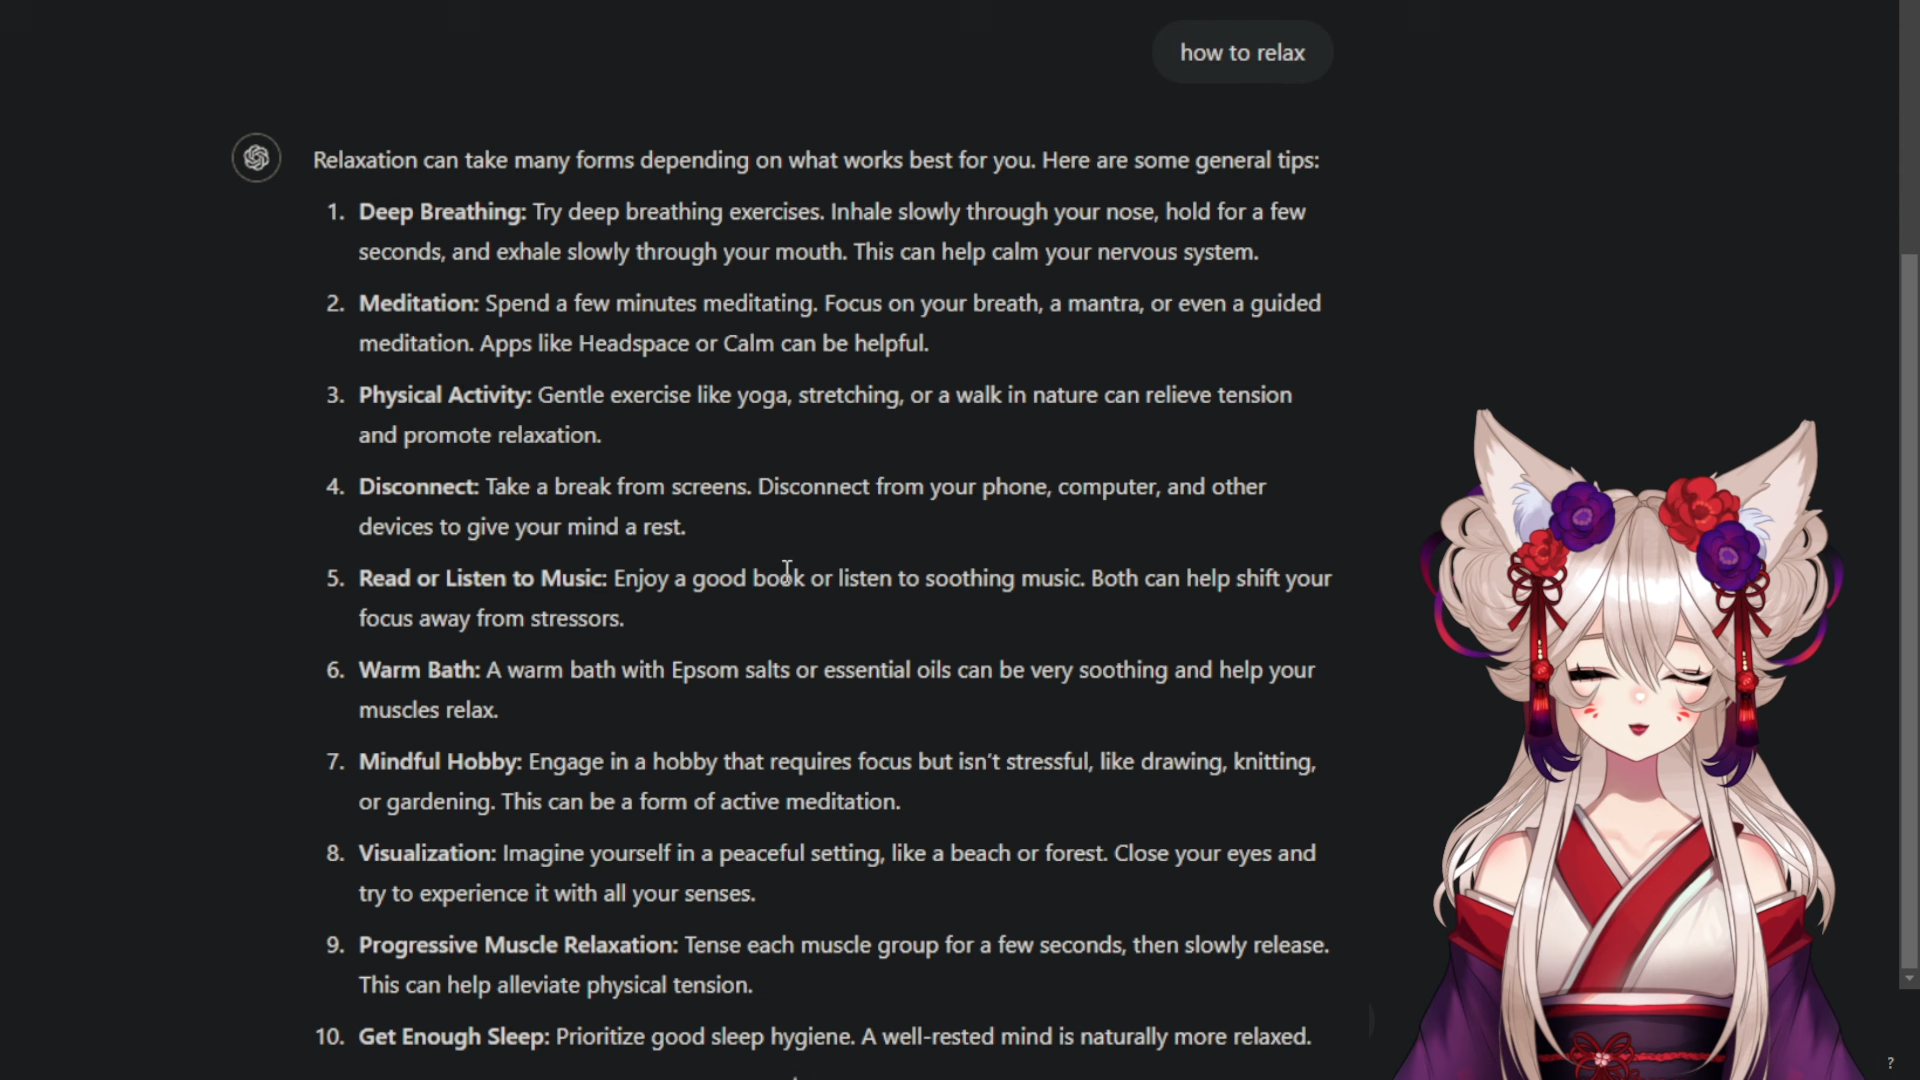 how to relax
Relaxation can take many forms depending on what works best for you. Here are some general tips:
1. Deep Breathing: Try deep breathing exercises. Inhale slowly through your nose, hold for a few
seconds, and exhale slowly through your mouth. This can help calm your nervous system.
2. Meditation: Spend a few minutes meditating. Focus on your breath, a mantra, or even a guided
meditation. Apps like Headspace or Calm can be helpful.
3. Physical Activity: Gentle exercise like yoga, stretching, or a walk in nature can relieve tension
and promote relaxation.
4. Disconnect: Take a break from screens. Disconnect from your phone, computer, and other
devices to give your mind a rest.
5. Read or Listen to Music: Enjoy a good book or listen to soothing music. Both can help shift your
focus away from stressors.
6. Warm Bath: A warm bath with Epsom salts or essential oils can be very soothing and help your
muscles relax.
7. Mindful Hobby: Engage in a hobby that requires focus but isn’t stressful, like drawing, knitting,
or gardening. This can be a form of active meditation.
8. Visualization: Imagine yourself in a peaceful setting, like a beach or forest. Close your eyes and
try to experience it with all your senses.
9. Progressive Muscle Relaxation: Tense each muscle group for a few seconds, then slowly release.
This can help alleviate physical tension.
10. Get Enough Sleep: Prioritize good sleep hygiene. A well-rested mind is naturally more relaxed.
?